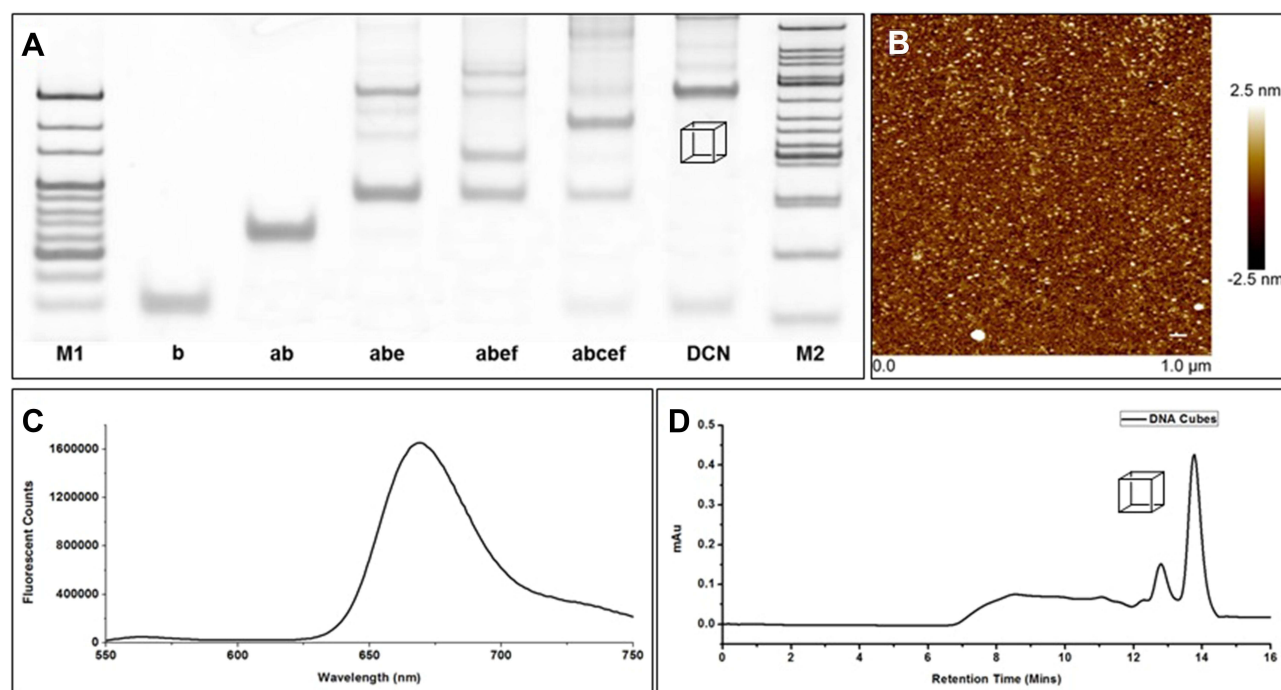 A
M1 b ab abe abef abcef DCN M2
B
2.5 nm
-2.5 nm
0.0 1.0 µm
C
Fluorescent Counts
1600000
1200000
800000
400000
0
550 600 650 700 750
Wavelength (nm)
D
DNA Cubes
mAu
0.5
0.4
0.3
0.2
0.1
0.0
0 2 4 6 8 10 12 14 16
Retention Time (Mins)